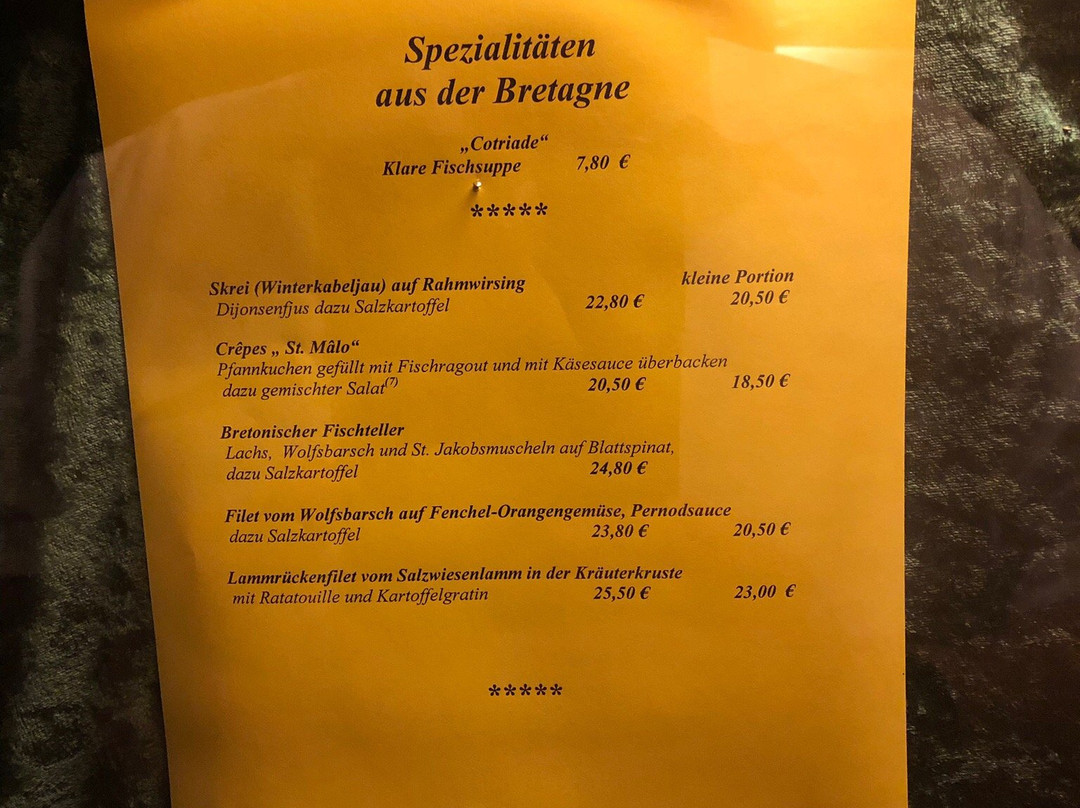 Spezialitäten
aus der Bretagne
„Cotriade“
Klare Fischsuppe 7,80 €
*****
kleine Portion
Skrei (Winterkabeljau) auf Rahmwirsing
Dijonsenfjus dazu Salzkartoffel 22,80 € 20,50 €
Crêpes „ St. Mâlo“
Pfannkuchen gefüllt mit Fischragout und mit Käsesauce überbacken
dazu gemischter Salat(7) 20,50 € 18,50 €
Bretonischer Fischteller
Lachs, Wolfsbarsch und St. Jakobsmuscheln auf Blattspinat,
dazu Salzkartoffel 24,80 €
Filet vom Wolfsbarsch auf Fenchel-Orangengemüse, Pernodsauce
dazu Salzkartoffel 23,80 € 20,50 €
Lammrückenfilet vom Salzwiesenlamm in der Kräuterkruste
mit Ratatouille und Kartoffelgratin 25,50 € 23,00 €
*****